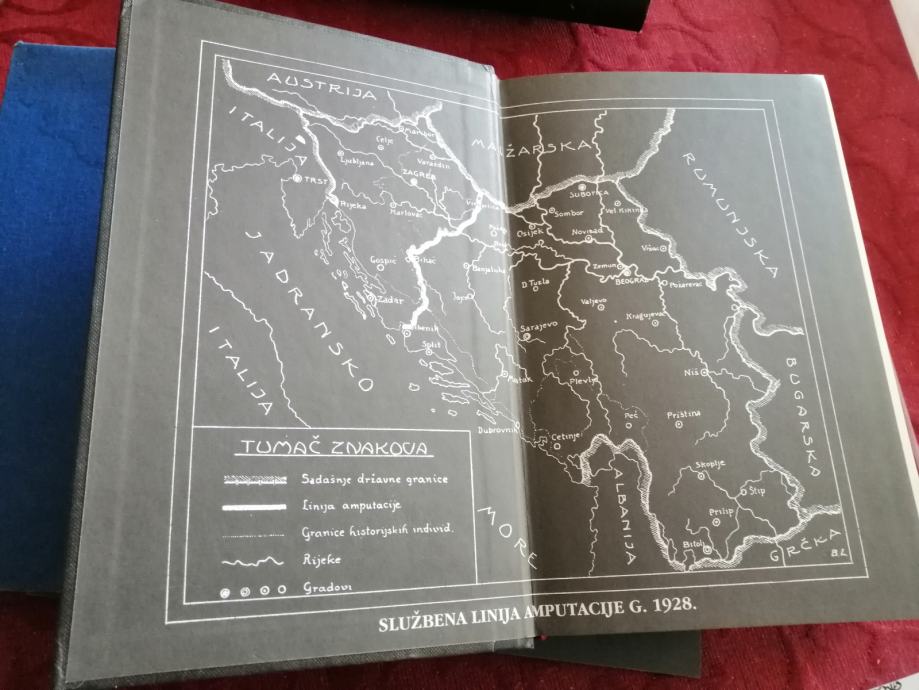 AUSTRIJA
ITALIJA
MADŽARSKA
RUMUNJSKA
Maribor
Celje
Ljubljana
Varaždin
ZAGREB
TRST
Rijeka
Karlovac
SUBOTICA
Sombor
Vel. Kikinda
Osijek
Novisad
Vršac
Zemun
BEOGRAD
Požarevac
Gospić
Bihać
Banjaluka
D. Tuzla
Valjevo
Jajce
Zadar
Kragujevac
Sarajevo
Šibenik
Split
JADRANSKO
ITALIJA
Niš
Plevlje
BUGARSKA
Peć
Priština
Dubrovnik
Cetinje
Skoplje
Štip
Prilip
Bitolj
MORE
ALBANIJA
GRČKA
B.L.
TUMAČ ZNAKOVA
Sadašnje državne granice
Linija amputacije
Granice historijskih individ.
Rijeke
Gradovi
SLUŽBENA LINIJA AMPUTACIJE G. 1928.